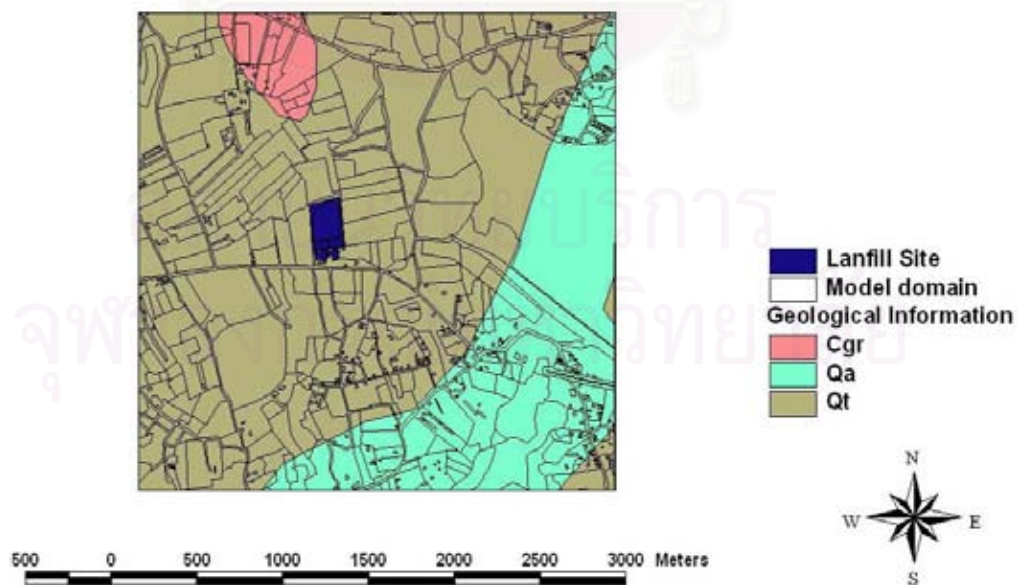 Lanfill Site
Model domain
Geological Information
Cgr
Qa
Qt
N
W E
S
500 0 500 1000 1500 2000 2500 3000 Meters